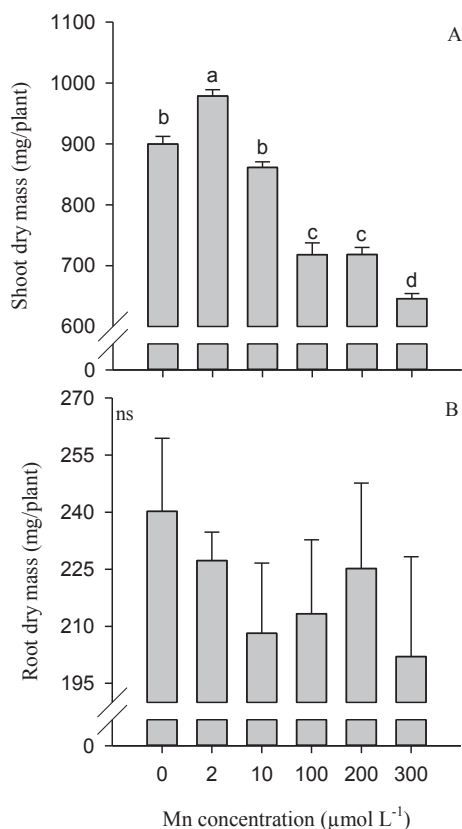 A
Shoot dry mass (mg/plant)
1100
1000
900
800
700
600
0
b
a
b
c
c
d
B
ns
Root dry mass (mg/plant)
270
255
240
225
210
195
0
0 2 10 100 200 300
Mn concentration (µmol L⁻¹)